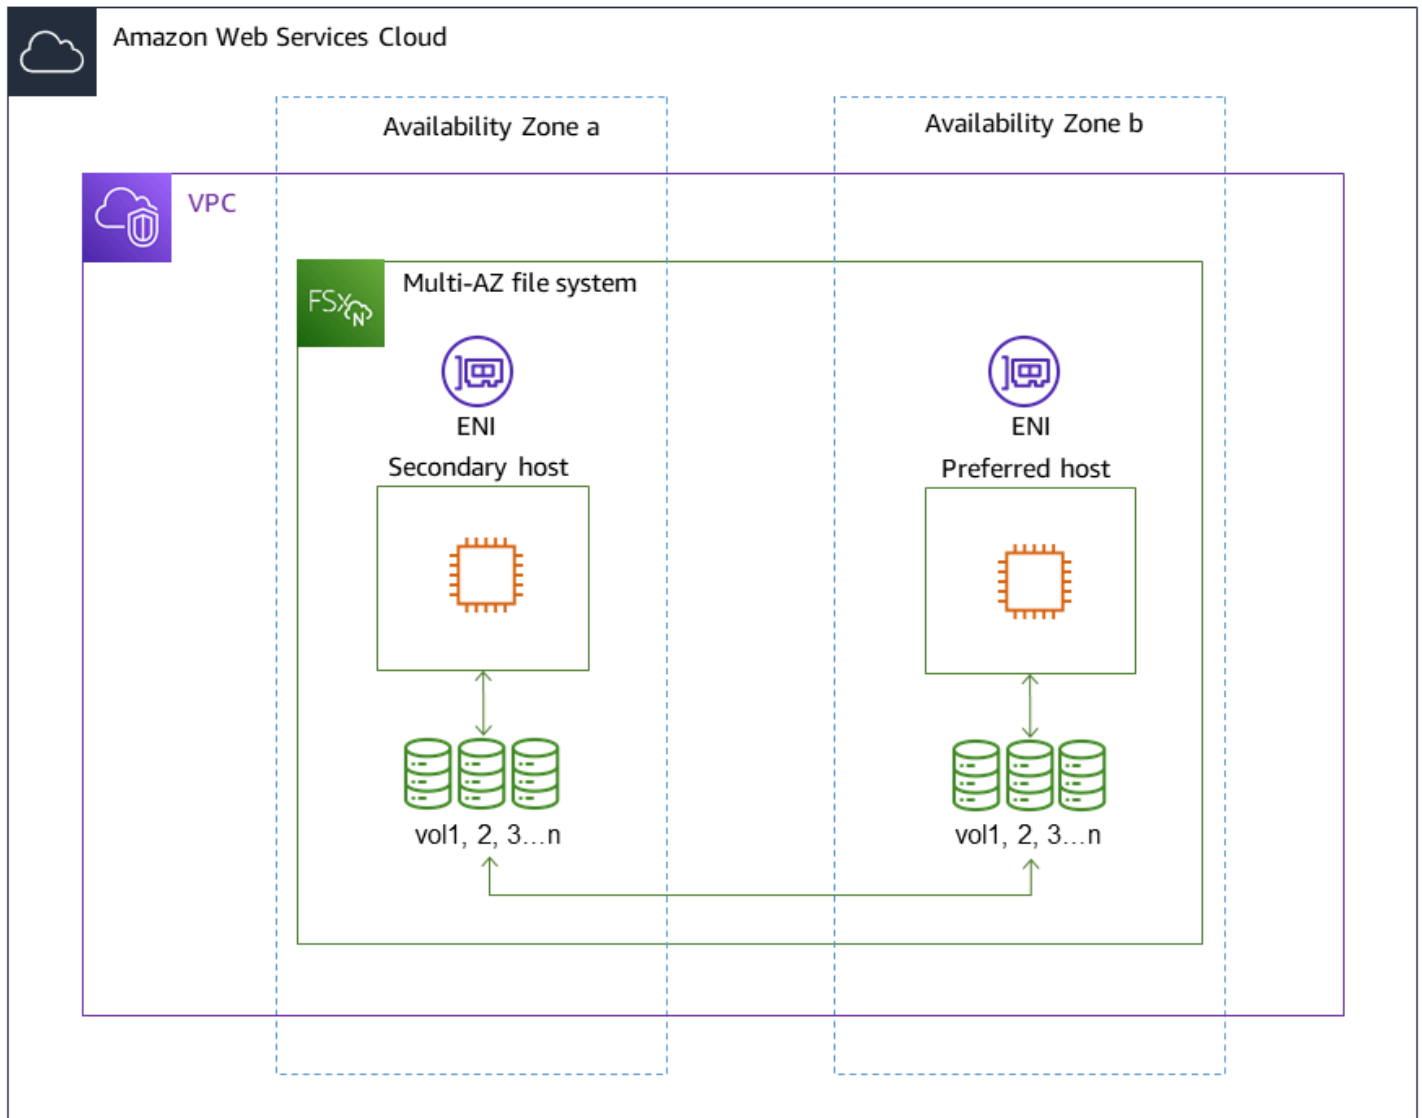 Amazon Web Services Cloud
Availability Zone a
Availability Zone b
VPC
FSx
N
Multi-AZ file system
ENI
ENI
Secondary host
Preferred host
vol1, 2, 3...n
vol1, 2, 3...n